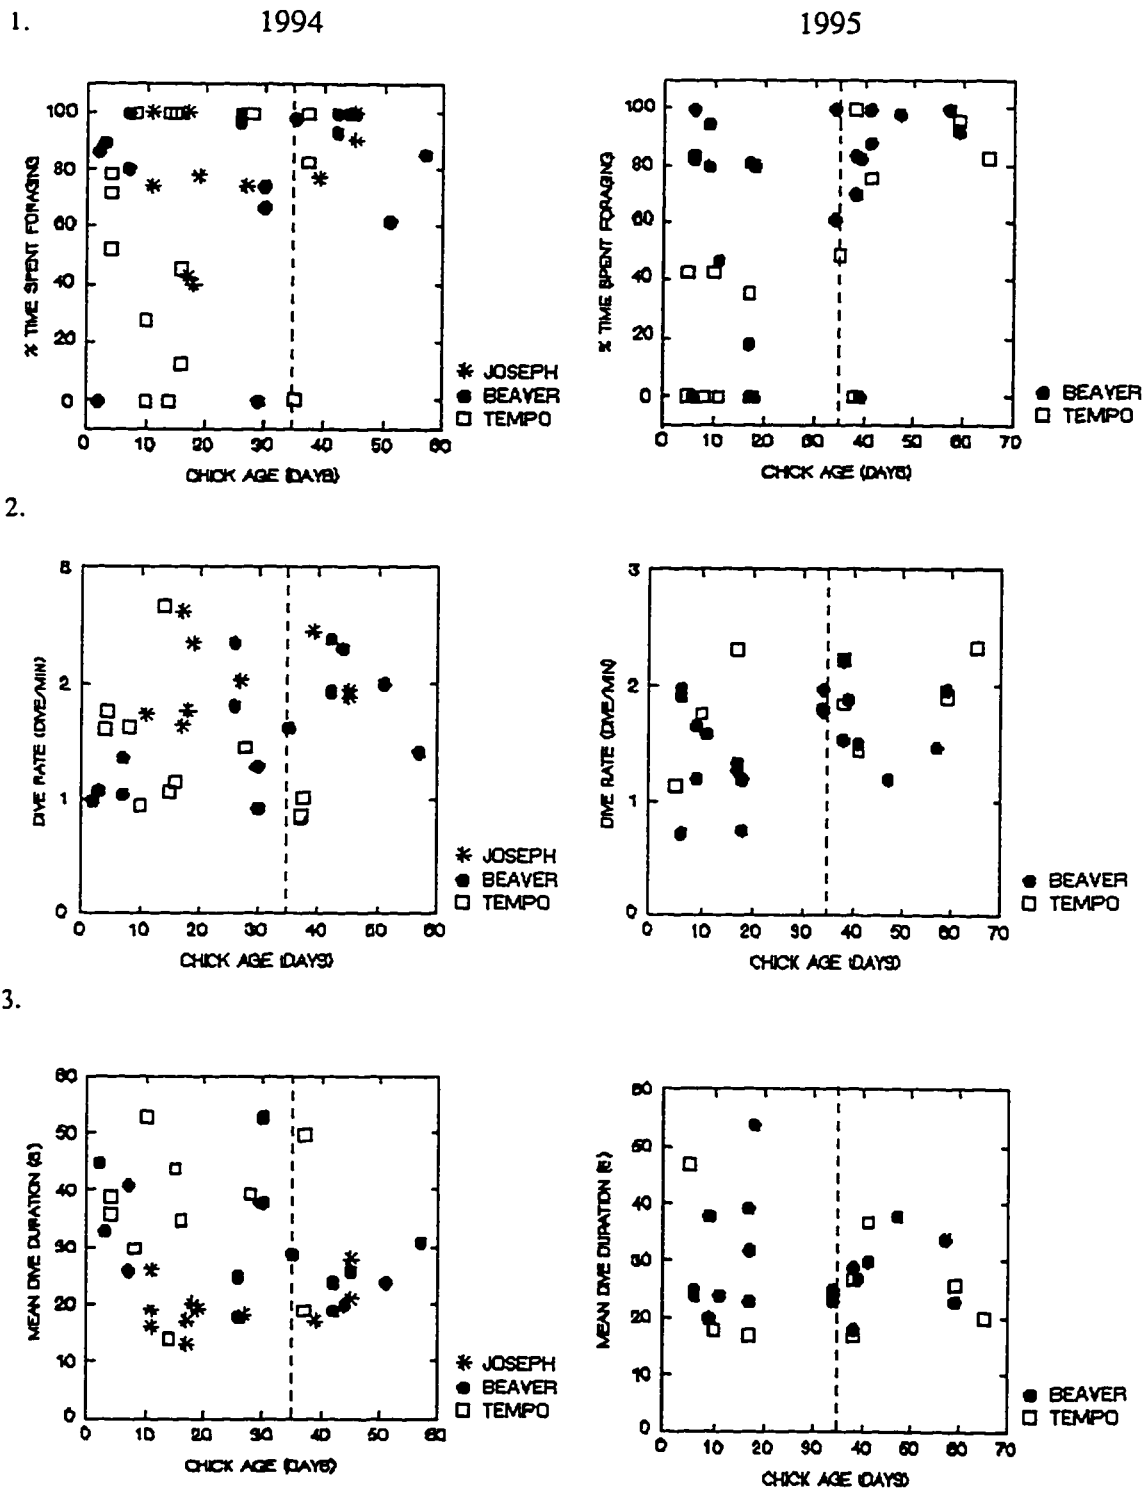 1.
1994
1995
100
80
60
40
20
0
% TIME SPENT FORAGING
0 10 20 30 40 50 60
CHICK AGE (DAYS)
JOSEPH
BEAVER
TEMPO
100
80
60
40
20
0
% TIME SPENT FORAGING
0 10 20 30 40 50 60 70
CHICK AGE (DAYS)
BEAVER
TEMPO
2.
3
2
1
0
DIVE RATE (DIVE/MIN)
0 10 20 30 40 50 60
CHICK AGE (DAYS)
JOSEPH
BEAVER
TEMPO
3
2
1
0
DIVE RATE (DIVE/MIN)
0 10 20 30 40 50 60 70
CHICK AGE (DAYS)
BEAVER
TEMPO
3.
60
50
40
30
20
10
0
MEAN DIVE DURATION (S)
0 10 20 30 40 50 60
CHICK AGE (DAYS)
JOSEPH
BEAVER
TEMPO
60
50
40
30
20
10
0
MEAN DIVE DURATION (S)
0 10 20 30 40 50 60 70
CHICK AGE (DAYS)
BEAVER
TEMPO